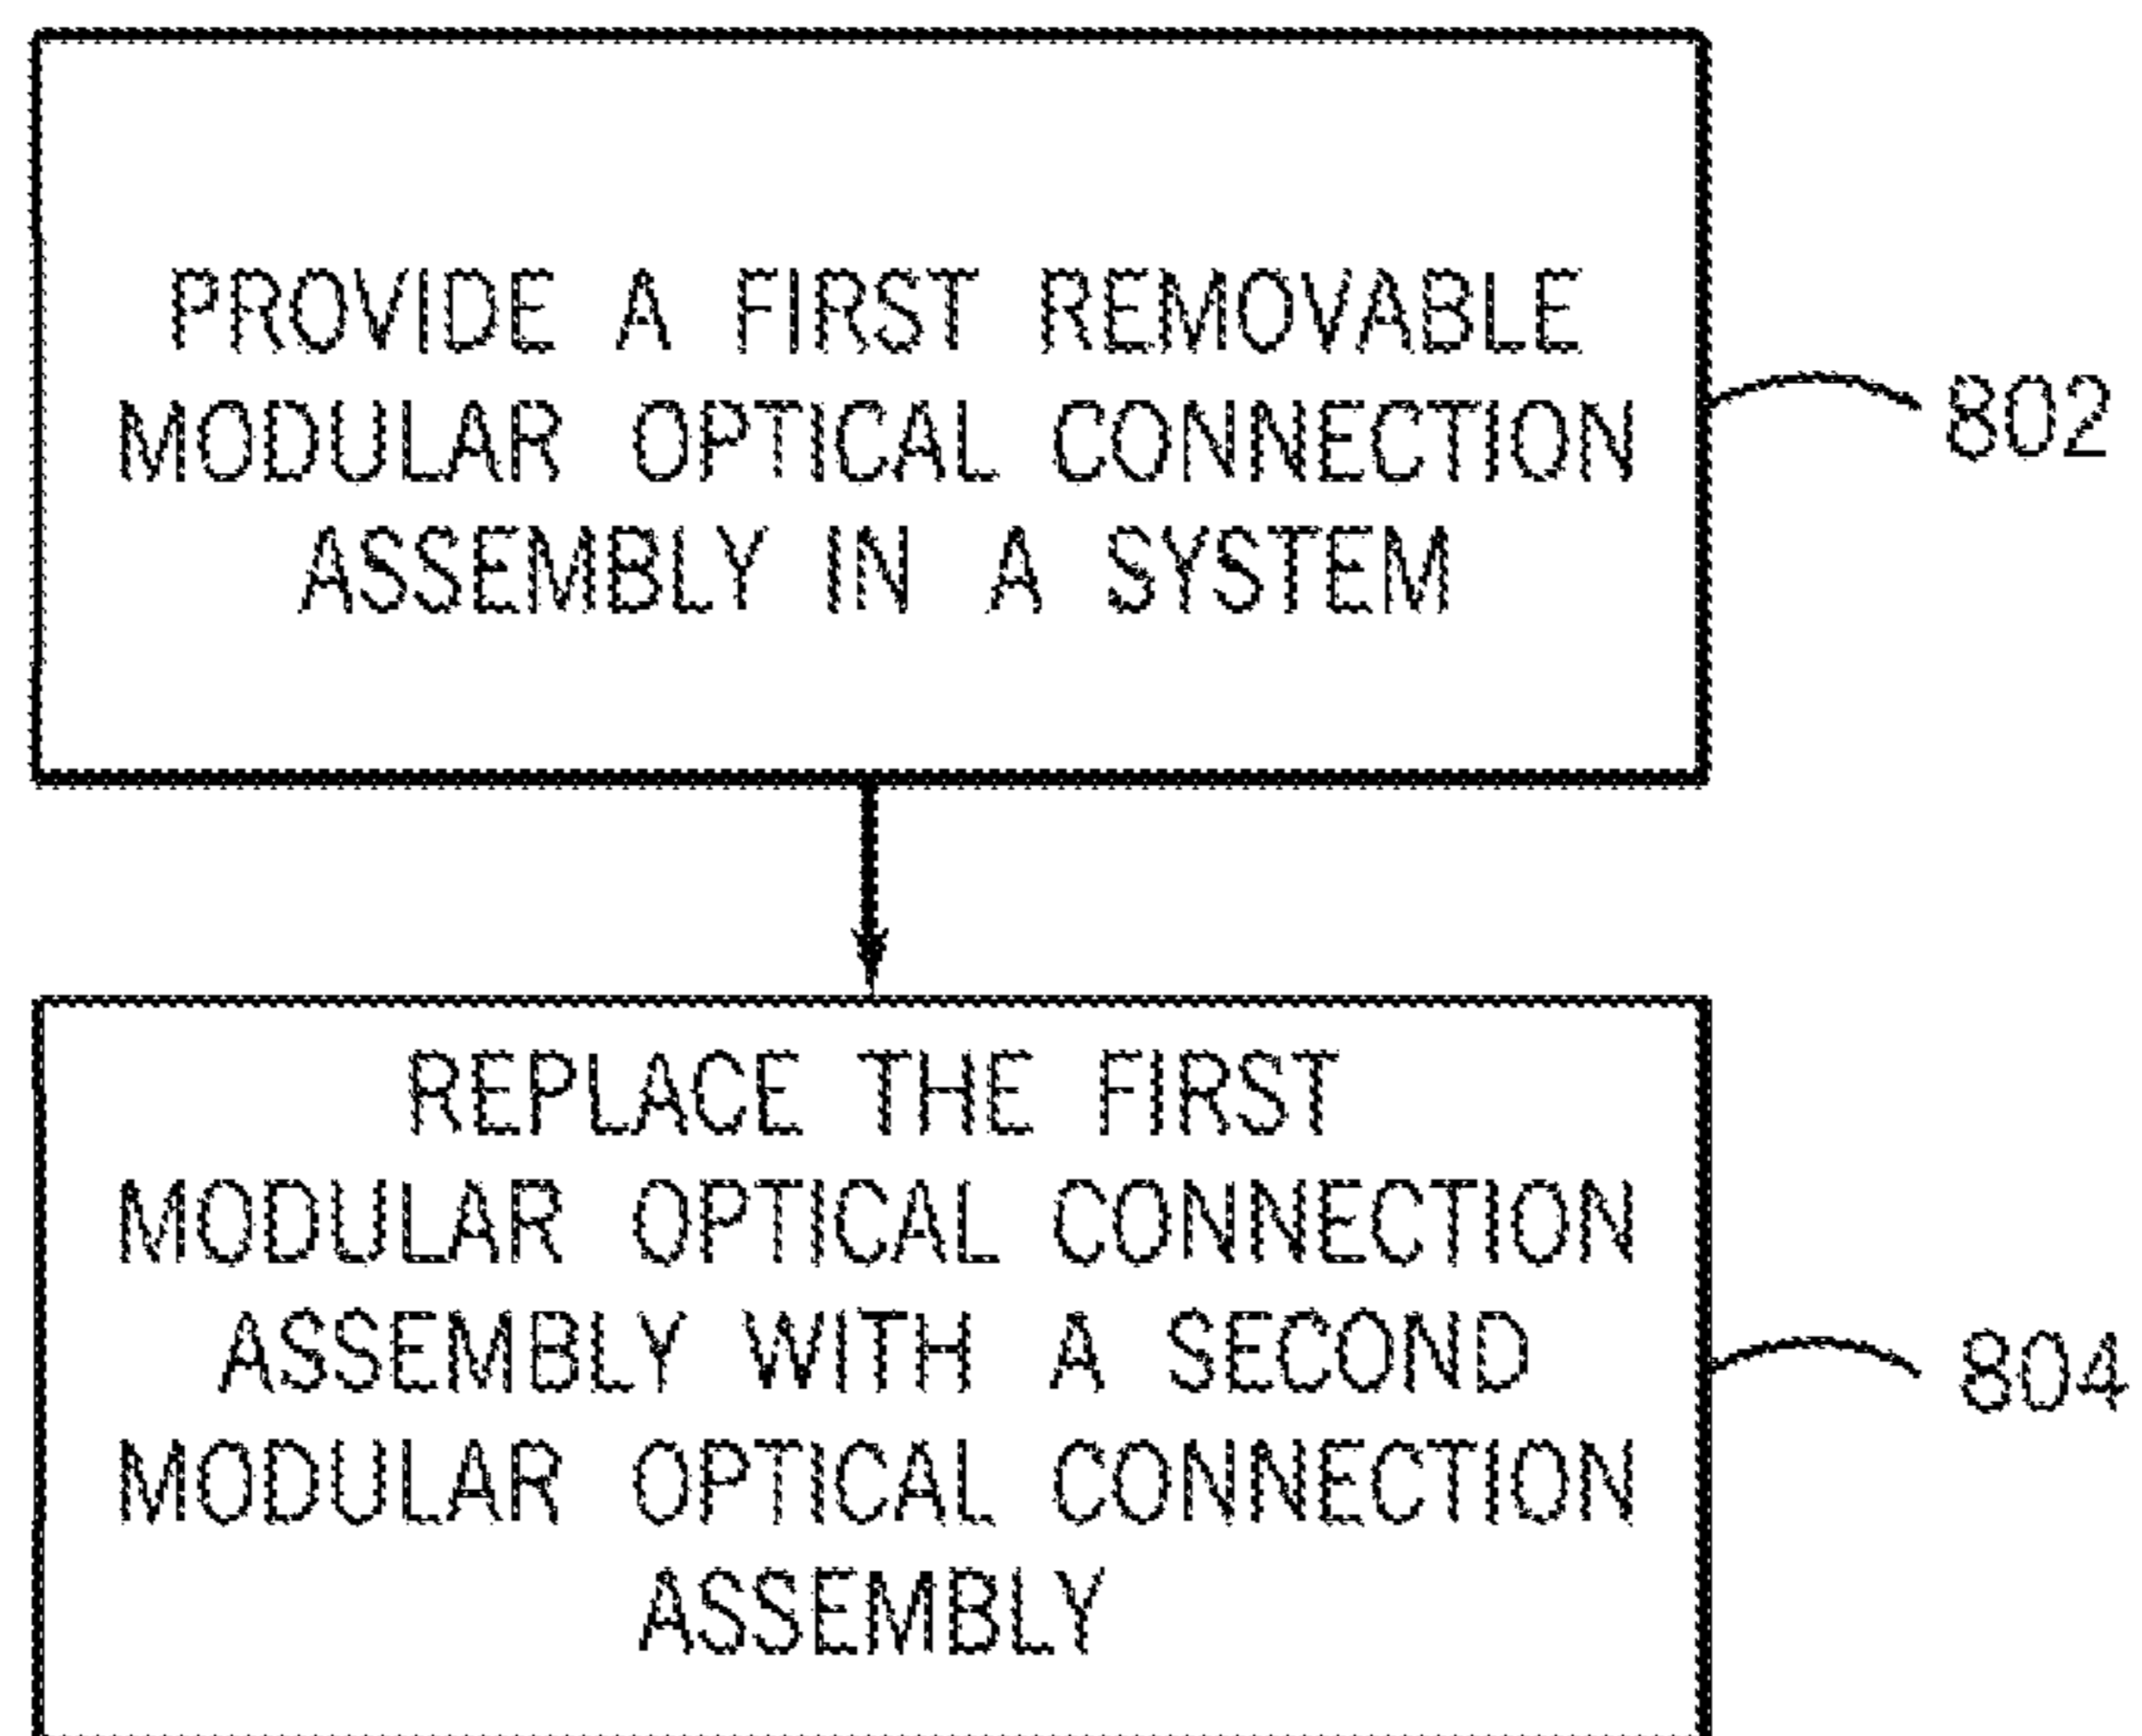 PROVIDE A FIRST REMOVABLE
MODULAR OPTICAL CONNECTION
ASSEMBLY IN A SYSTEM
802
REPLACE THE FIRST
MODULAR OPTICAL CONNECTION
ASSEMBLY WITH A SECOND
MODULAR OPTICAL CONNECTION
ASSEMBLY
804